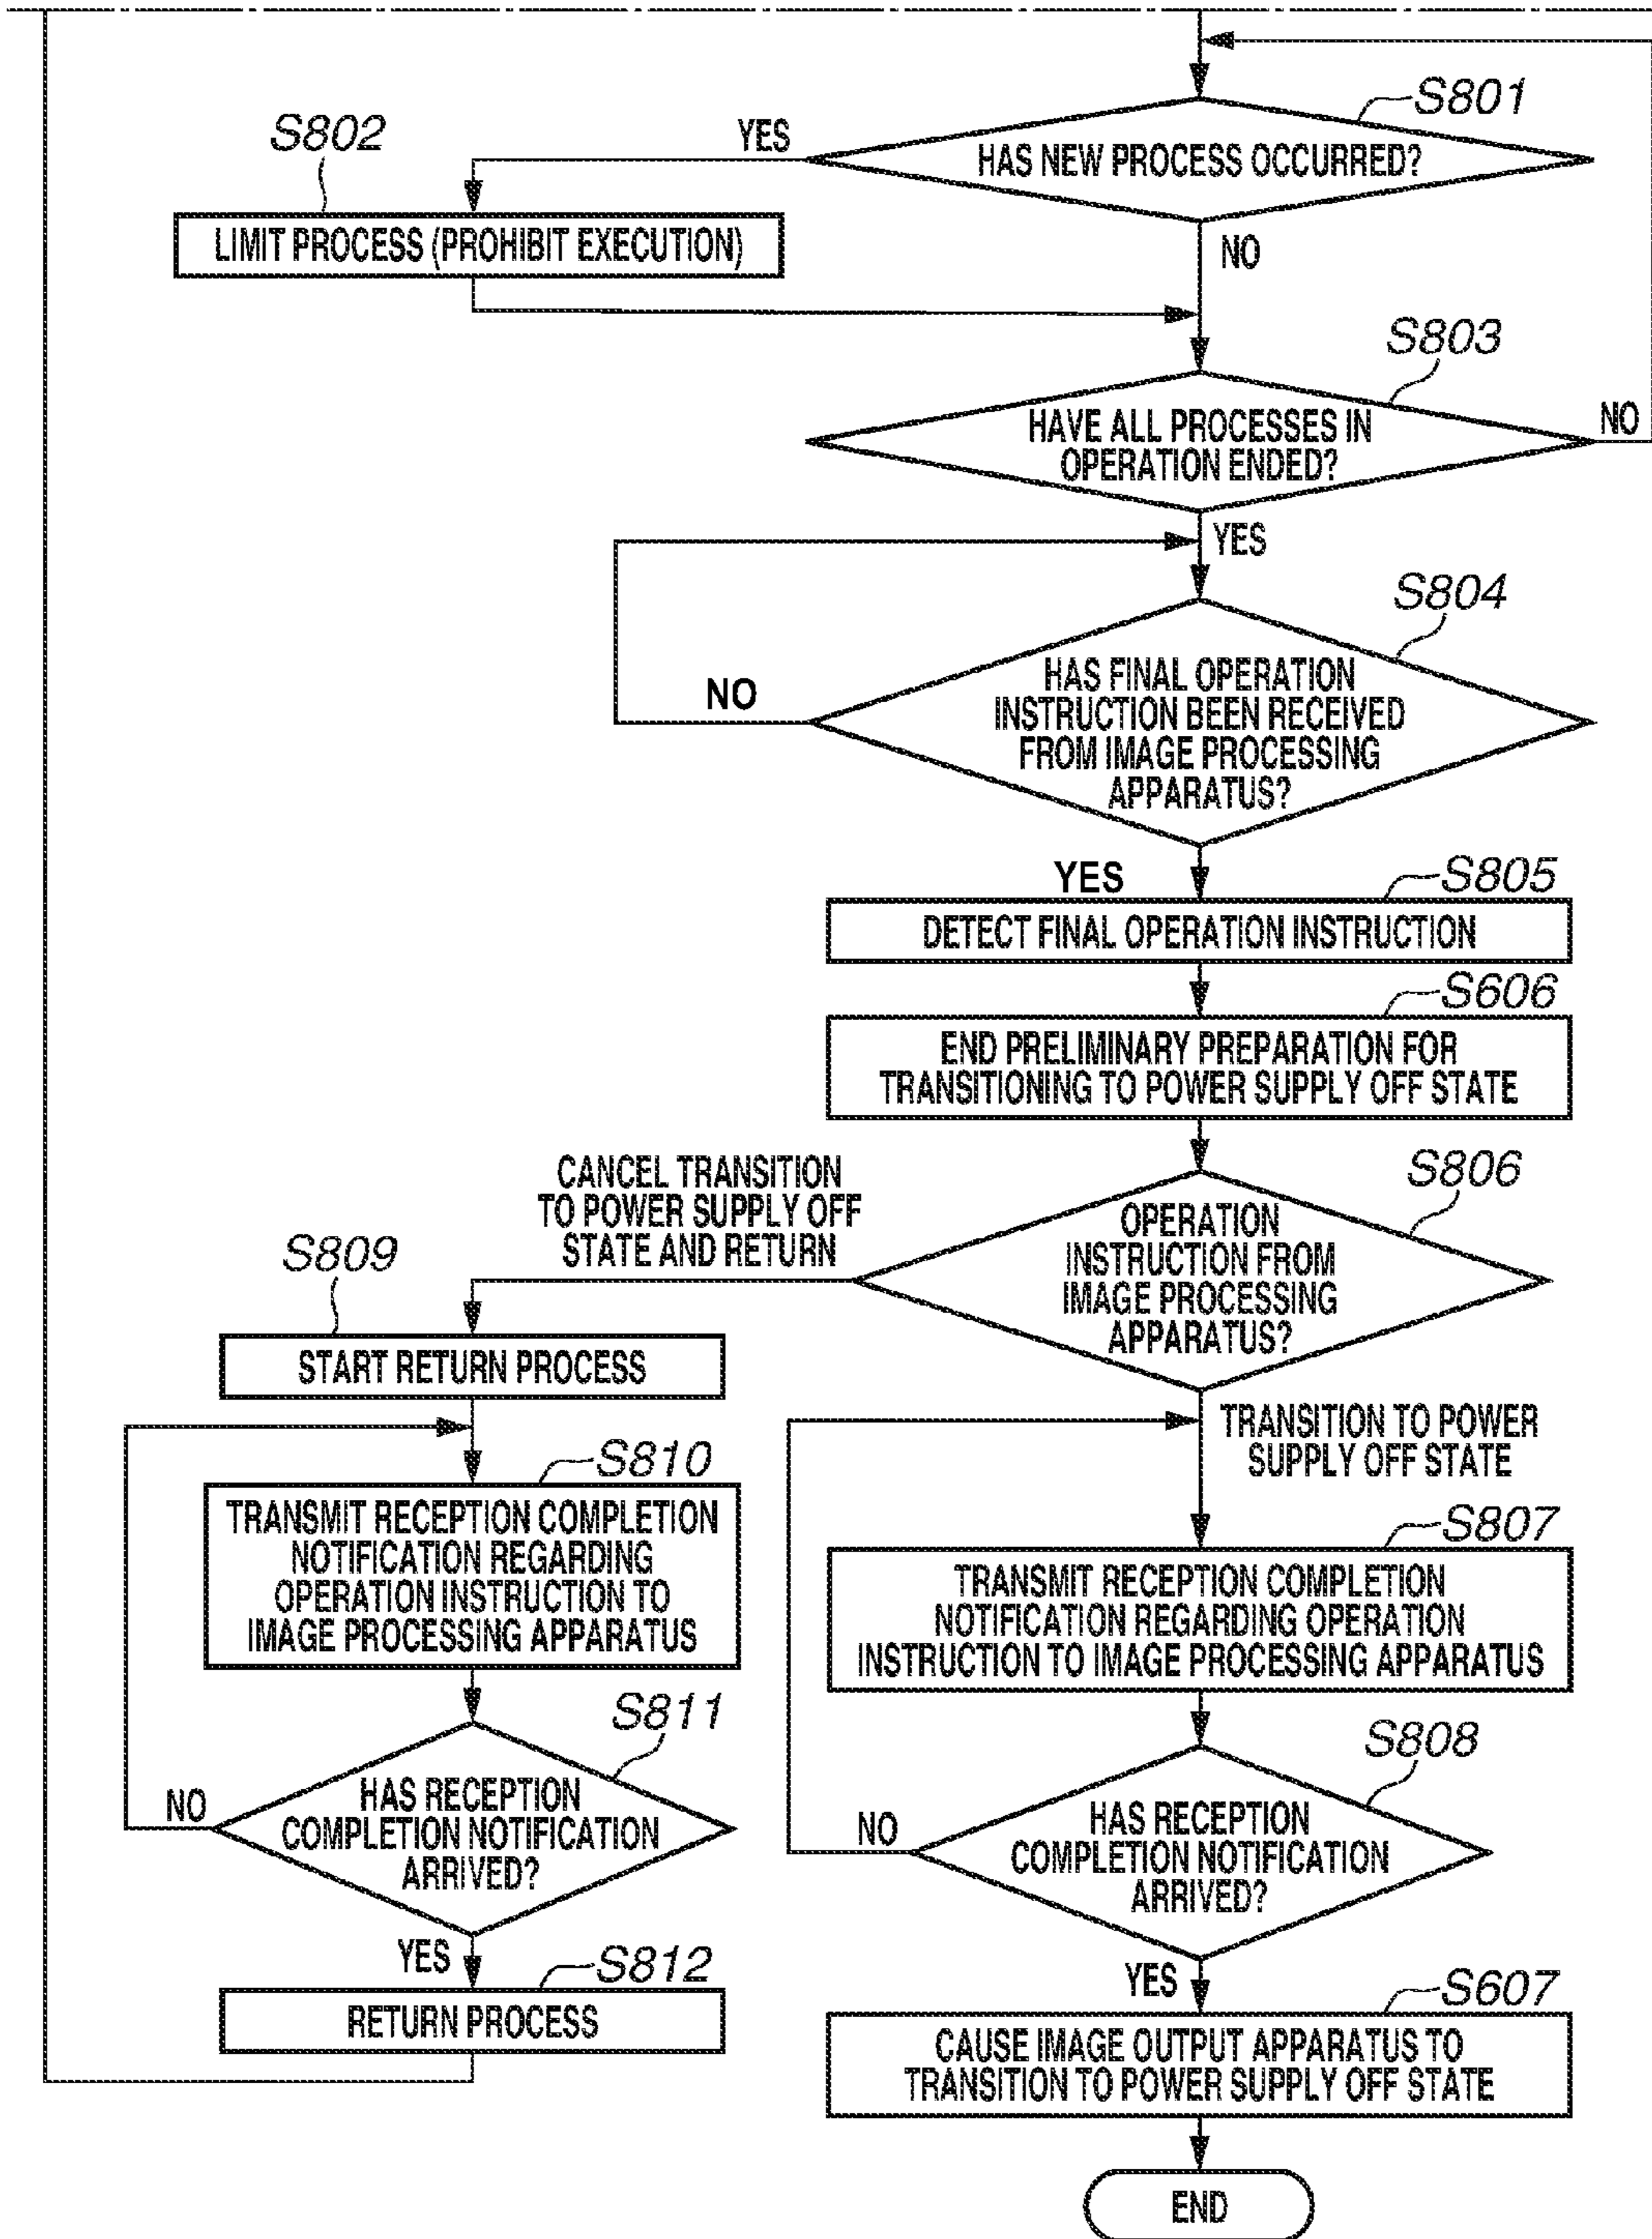 S801
YES
HAS NEW PROCESS OCCURRED?
S802
LIMIT PROCESS (PROHIBIT EXECUTION)
NO
S803
HAVE ALL PROCESSES IN
OPERATION ENDED?
NO
YES
S804
HAS FINAL OPERATION
INSTRUCTION BEEN RECEIVED
FROM IMAGE PROCESSING
APPARATUS?
NO
YES
S805
DETECT FINAL OPERATION INSTRUCTION
S606
END PRELIMINARY PREPARATION FOR
TRANSITIONING TO POWER SUPPLY OFF STATE
S806
OPERATION
INSTRUCTION FROM
IMAGE PROCESSING
APPARATUS?
CANCEL TRANSITION
TO POWER SUPPLY OFF
STATE AND RETURN
S809
START RETURN PROCESS
TRANSITION TO POWER
SUPPLY OFF STATE
S810
TRANSMIT RECEPTION COMPLETION
NOTIFICATION REGARDING
OPERATION INSTRUCTION TO
IMAGE PROCESSING APPARATUS
S807
TRANSMIT RECEPTION COMPLETION
NOTIFICATION REGARDING OPERATION
INSTRUCTION TO IMAGE PROCESSING APPARATUS
S811
HAS RECEPTION
COMPLETION NOTIFICATION
ARRIVED?
NO
S808
HAS RECEPTION
COMPLETION NOTIFICATION
ARRIVED?
NO
YES
S812
RETURN PROCESS
YES
S607
CAUSE IMAGE OUTPUT APPARATUS TO
TRANSITION TO POWER SUPPLY OFF STATE
END